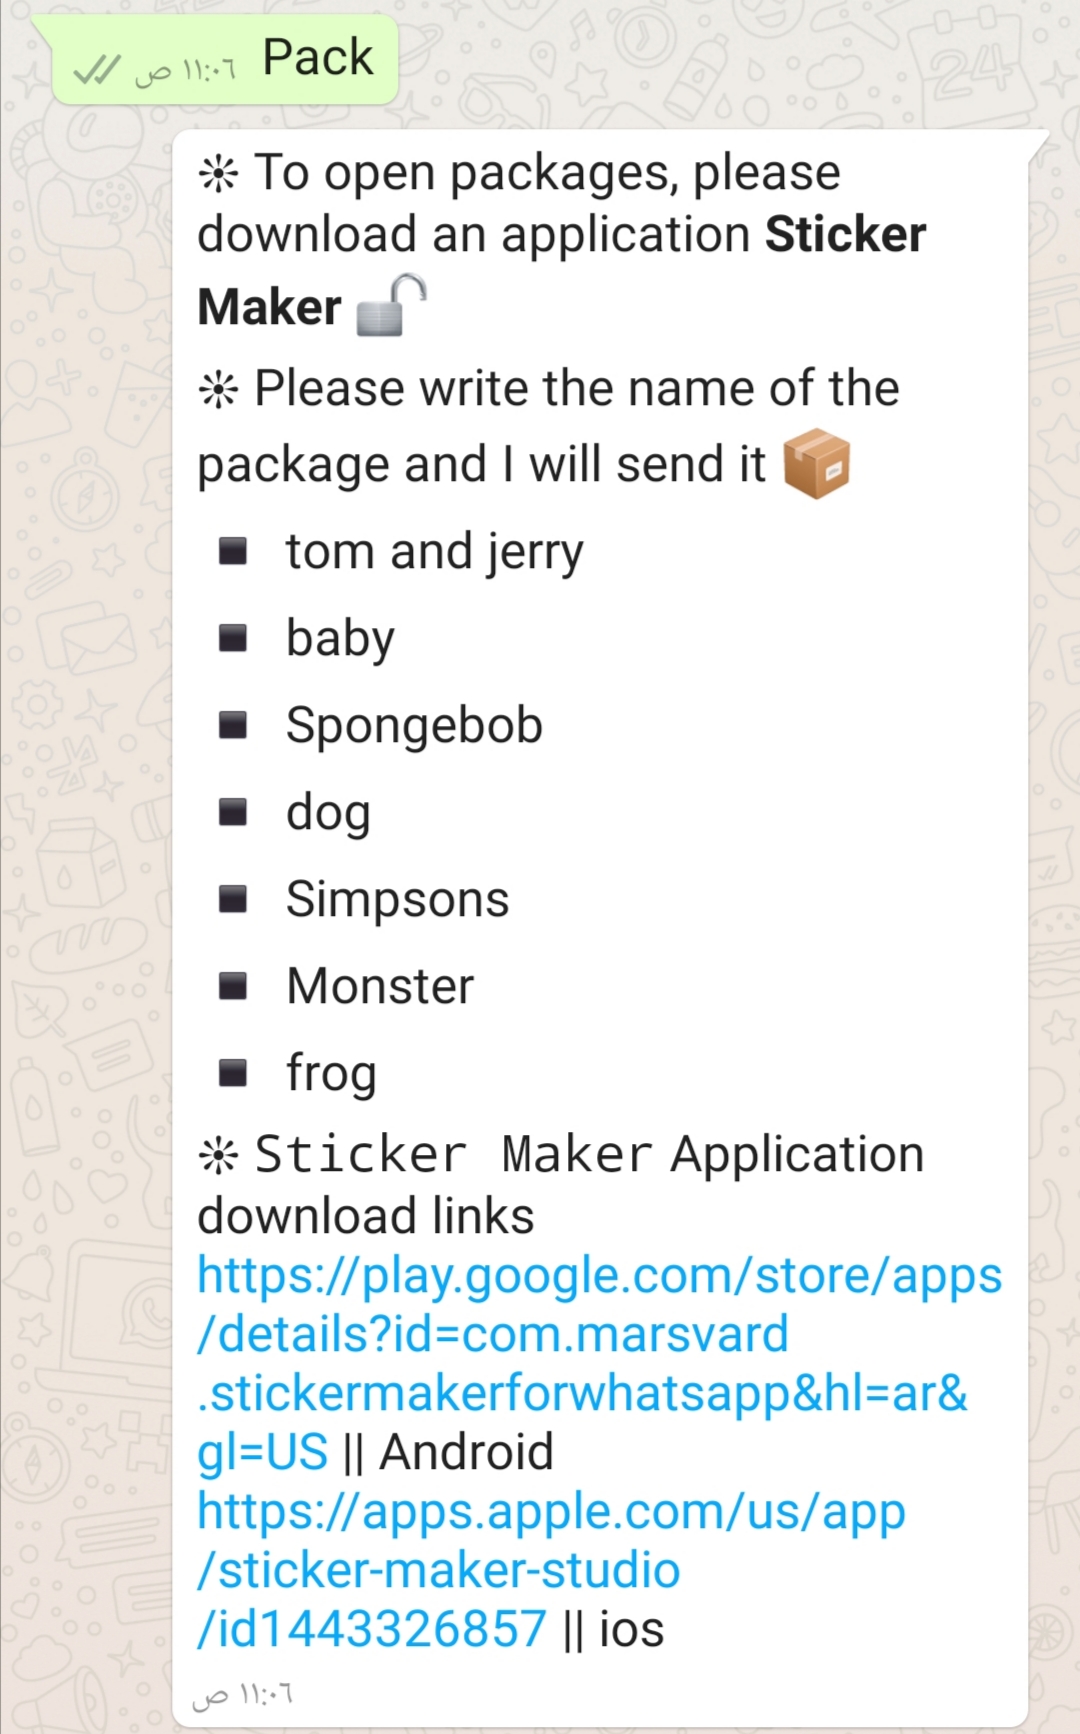 Pack ١١:٠٦ ص
❊ To open packages, please
download an application Sticker
Maker 🔓
❊ Please write the name of the
package and I will send it 📦
▪ tom and jerry
▪ baby
▪ Spongebob
▪ dog
▪ Simpsons
▪ Monster
▪ frog
❊ Sticker Maker Application
download links
https://play.google.com/store/apps
/details?id=com.marsvard
.stickermakerforwhatsapp&hl=ar&
gl=US || Android
https://apps.apple.com/us/app
/sticker-maker-studio
/id1443326857 || ios
١١:٠٦ ص
24